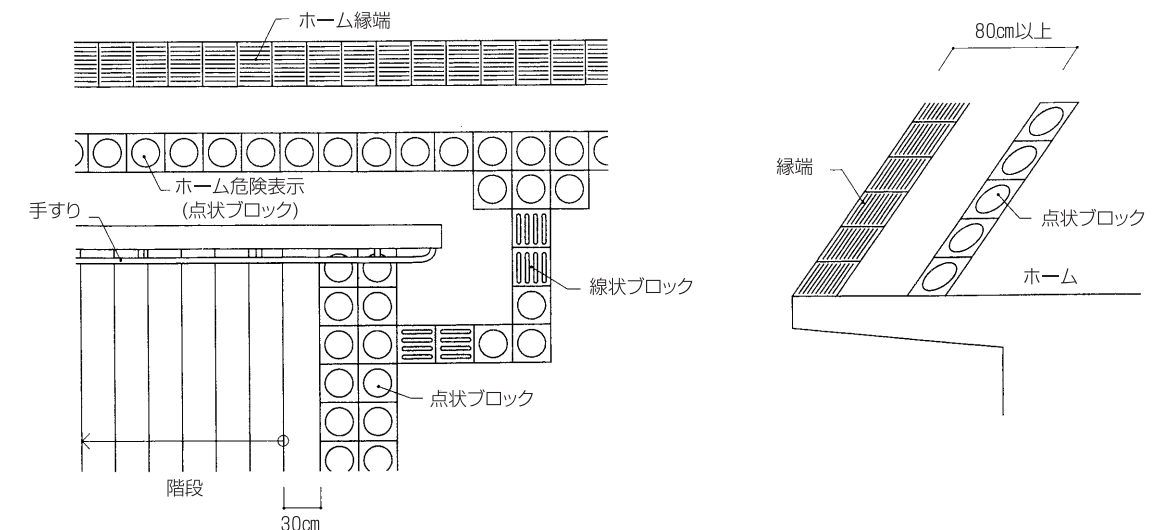 ホーム縁端
ホーム危険表示
(点状ブロック)
手すり
線状ブロック
点状ブロック
階段
30cm
80cm以上
縁端
点状ブロック
ホーム